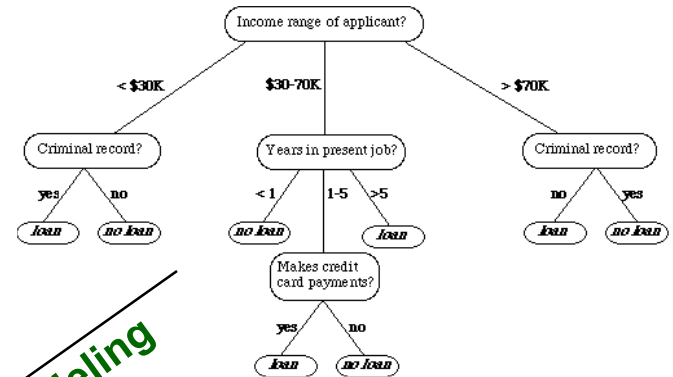 Income range of applicant?
< $30K
$30-70K
> $70K
Criminal record?
Years in present job?
Criminal record?
yes
no
< 1
1-5
>5
no
yes
loan
no loan
no loan
loan
loan
no loan
Makes credit
card payments?
yes
no
loan
no loan